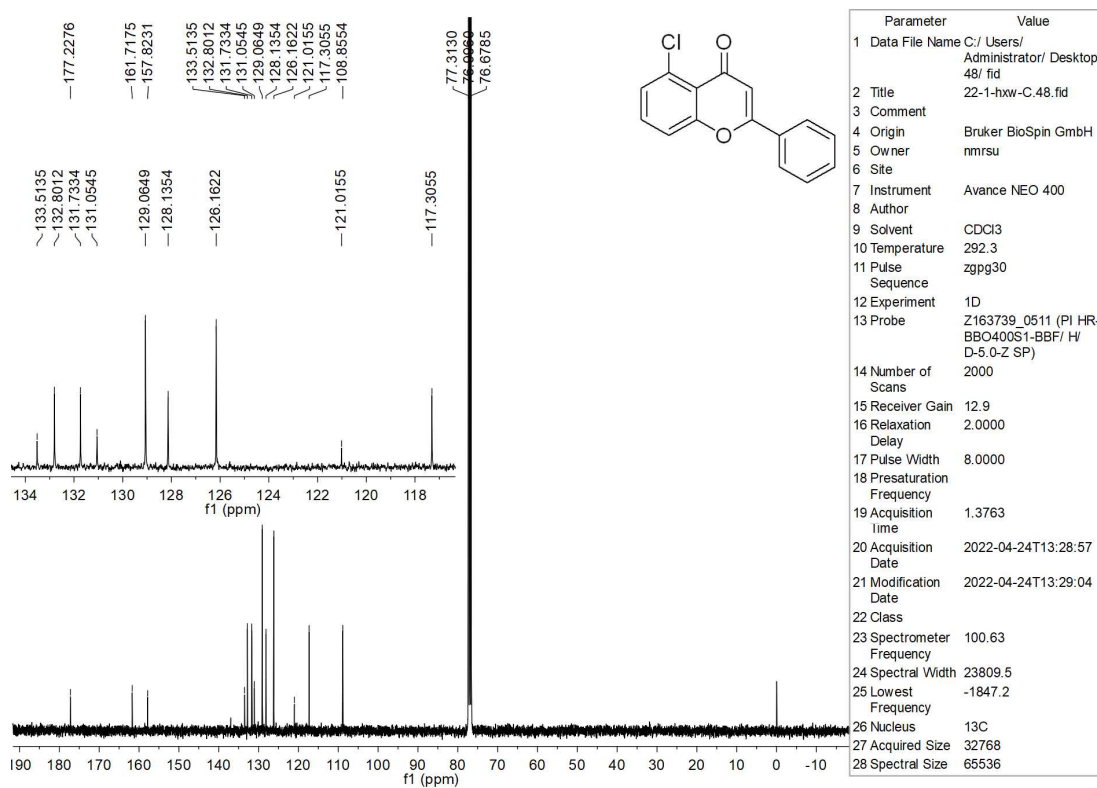 177.2276
161.7175
157.8231
133.5135
132.8012
131.7334
131.0545
129.0649
128.1354
126.1622
121.0155
117.3055
108.8554
77.3130
76.9960
76.6785
133.5135
132.8012
131.7334
131.0545
129.0649
128.1354
126.1622
121.0155
117.3055
134 132 130 128 126 124 122 120 118
f1 (ppm)
190 180 170 160 150 140 130 120 110 100 90 80 70 60 50 40 30 20 10 0 -10
f1 (ppm)
Cl
O
O
Parameter Value
1 Data File Name C:/ Users/
Administrator/ Desktop
48/ fid
2 Title 22-1-hxw-C.48.fid
3 Comment
4 Origin Bruker BioSpin GmbH
5 Owner nmrsu
6 Site
7 Instrument Avance NEO 400
8 Author
9 Solvent CDCl3
10 Temperature 292.3
11 Pulse zgpg30
Sequence
12 Experiment 1D
13 Probe Z163739_0511 (PI HR-
BBO400S1-BBF/ H/
D-5.0-Z SP)
14 Number of 2000
Scans
15 Receiver Gain 12.9
16 Relaxation 2.0000
Delay
17 Pulse Width 8.0000
18 Presaturation
Frequency
19 Acquisition 1.3763
Time
20 Acquisition 2022-04-24T13:28:57
Date
21 Modification 2022-04-24T13:29:04
Date
22 Class
23 Spectrometer 100.63
Frequency
24 Spectral Width 23809.5
25 Lowest -1847.2
Frequency
26 Nucleus 13C
27 Acquired Size 32768
28 Spectral Size 65536